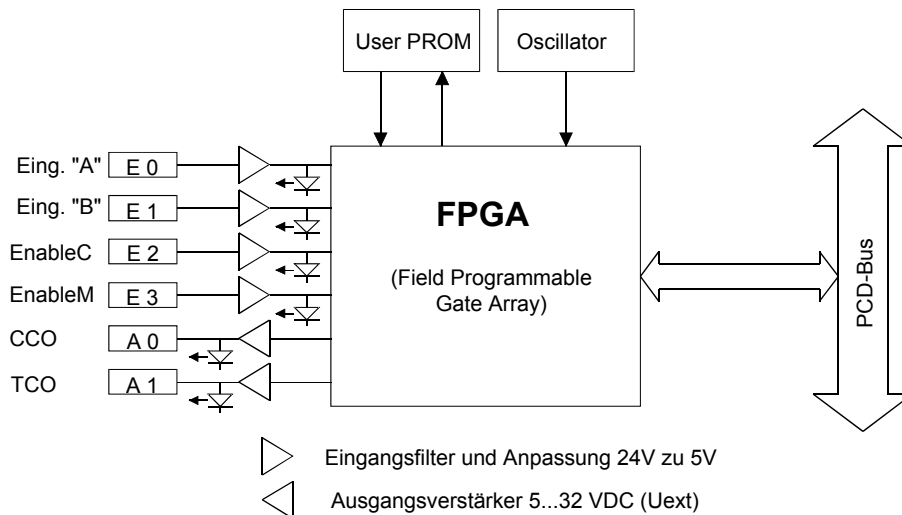 User PROM
Oscillator
Eing. "A"
E 0
Eing. "B"
E 1
EnableC
E 2
EnableM
E 3
CCO
A 0
TCO
A 1
FPGA
(Field Programmable
Gate Array)
PCD-Bus
Eingangsfilter und Anpassung 24V zu 5V
Ausgangsverstärker 5...32 VDC (Uext)